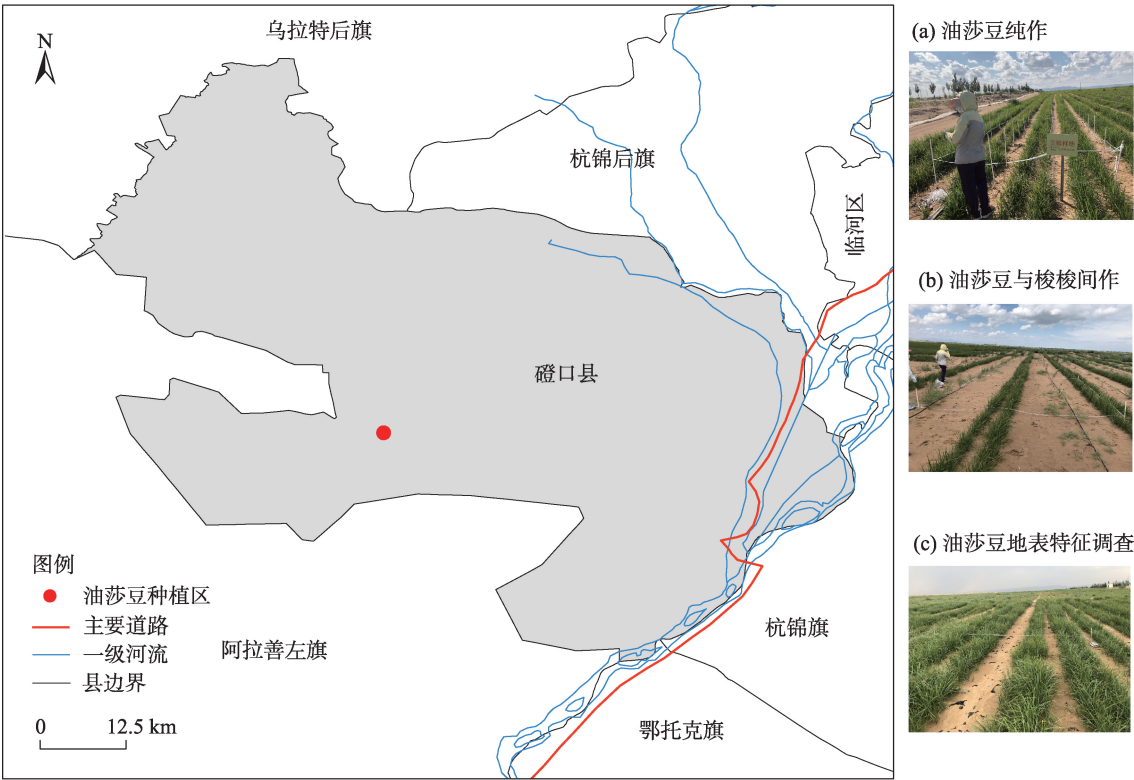 乌拉特后旗
N
杭锦后旗
临河区
磴口县
图例
油莎豆种植区
主要道路
一级河流
县边界
阿拉善左旗
杭锦旗
鄂托克旗
0 12.5 km
(a) 油莎豆纯作
(b) 油莎豆与梭梭间作
(c) 油莎豆地表特征调查